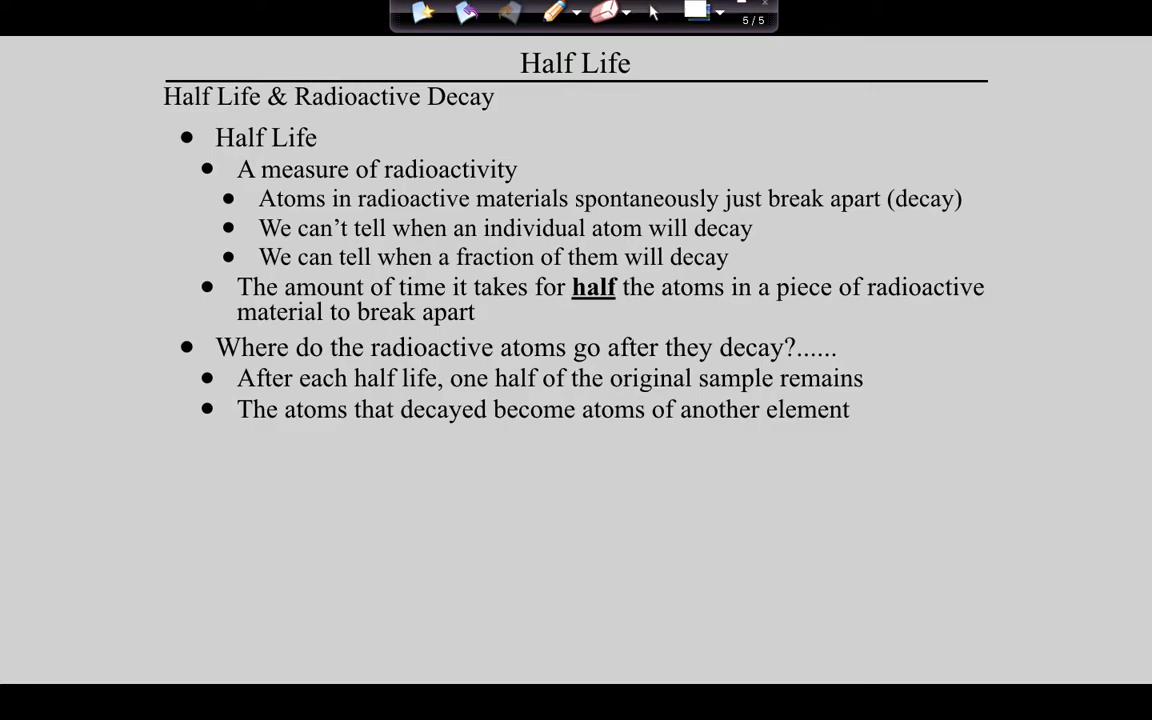 5 / 5
Half Life
Half Life & Radioactive Decay
• Half Life
• A measure of radioactivity
• Atoms in radioactive materials spontaneously just break apart (decay)
• We can’t tell when an individual atom will decay
• We can tell when a fraction of them will decay
• The amount of time it takes for half the atoms in a piece of radioactive
material to break apart
• Where do the radioactive atoms go after they decay?......
• After each half life, one half of the original sample remains
• The atoms that decayed become atoms of another element